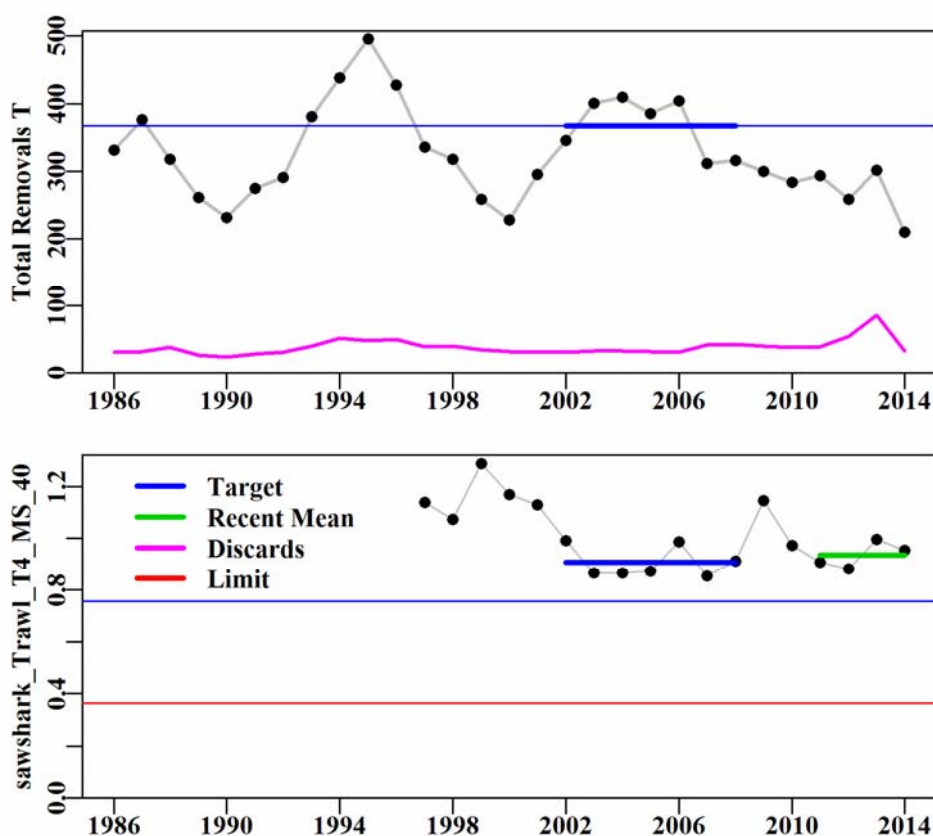 Total Removals T
500
400
300
200
100
0
1986 1990 1994 1998 2002 2006 2010 2014
sawshark_Trawl_T4_MS_40
1.2
0.8
0.4
0.0
Target
Recent Mean
Discards
Limit
1986 1990 1994 1998 2002 2006 2010 2014